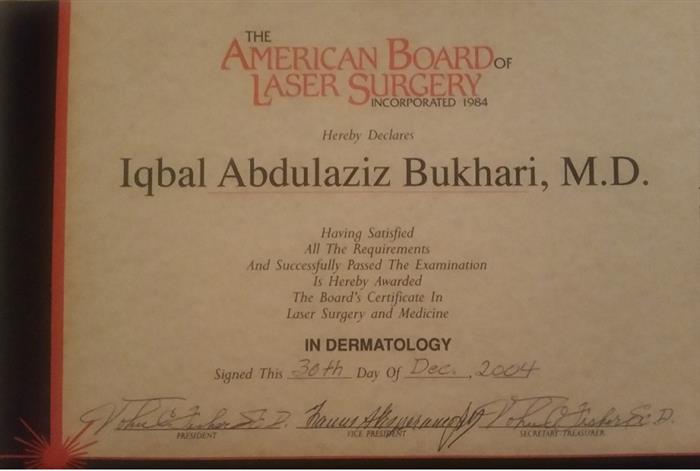 THE
AMERICAN BOARD OF
LASER SURGERY
INCORPORATED 1984
Hereby Declares
Iqbal Abdulaziz Bukhari, M.D.
Having Satisfied
All The Requirements
And Successfully Passed The Examination
Is Hereby Awarded
The Board's Certificate In
Laser Surgery and Medicine
IN DERMATOLOGY
Signed This 30th Day Of Dec. , 2004
PRESIDENT VICE PRESIDENT SECRETARY-TREASURER